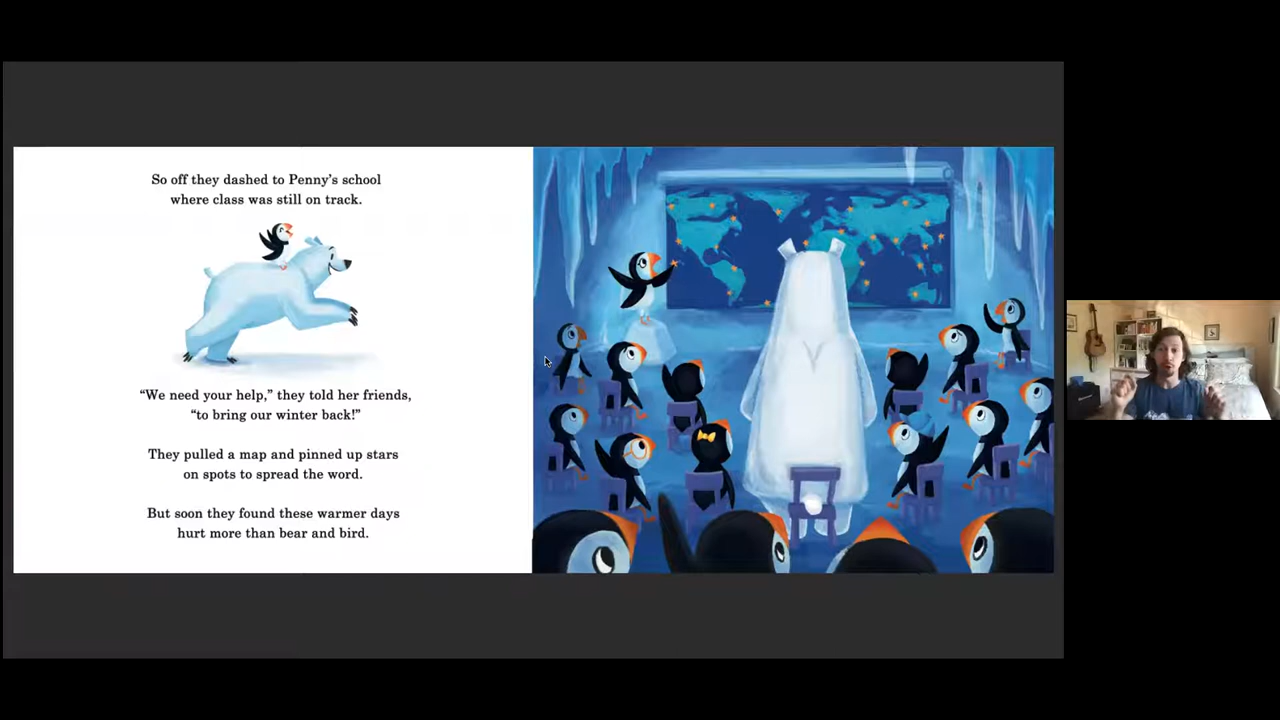 So off they dashed to Penny’s school
where class was still on track.
“We need your help,” they told her friends,
“to bring our winter back!”
They pulled a map and pinned up stars
on spots to spread the word.
But soon they found these warmer days
hurt more than bear and bird.